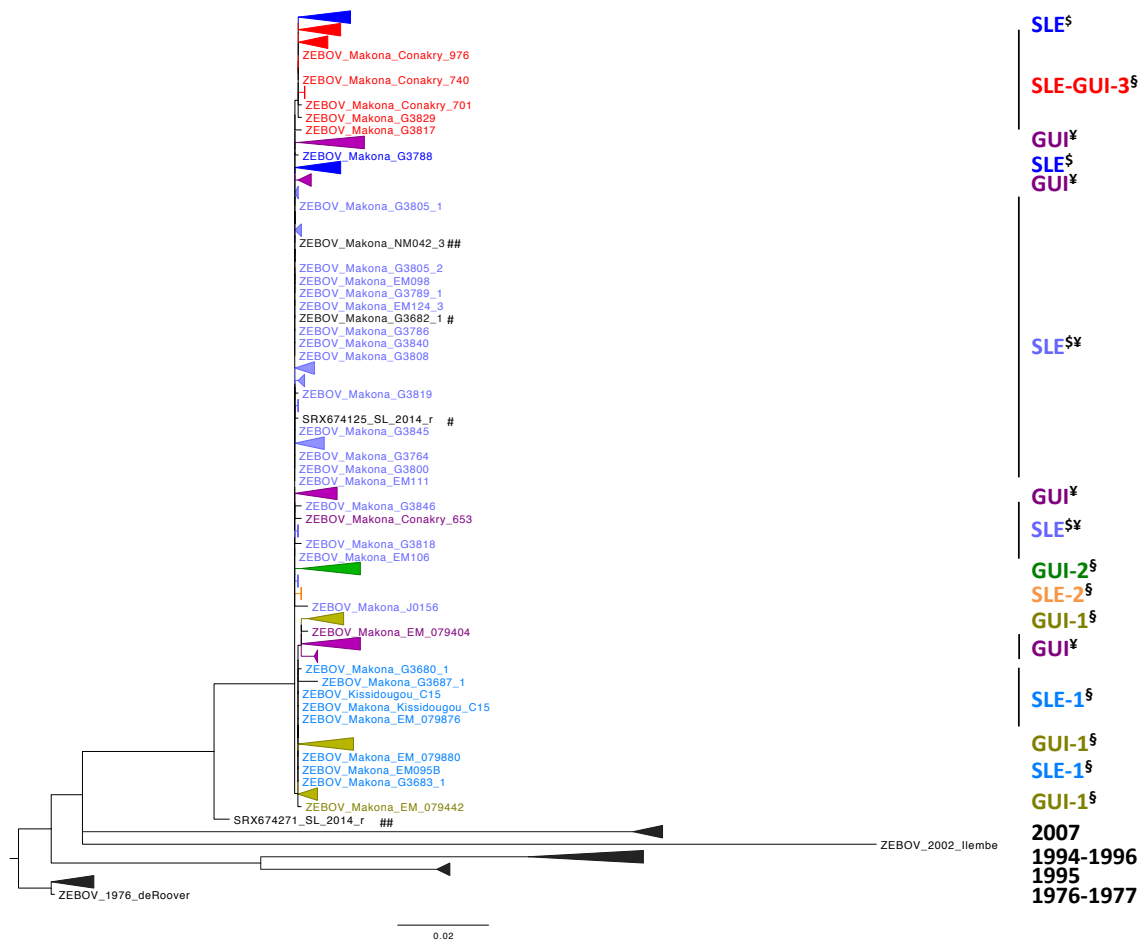 SLE$
ZEBOV_Makona_Conakry_976
ZEBOV_Makona_Conakry_740
SLE-GUI-3§
ZEBOV_Makona_Conakry_701
ZEBOV_Makona_G3829
ZEBOV_Makona_G3817
GUI¥
ZEBOV_Makona_G3788
SLE$
GUI¥
ZEBOV_Makona_G3805_1
ZEBOV_Makona_NM042_3 ##
ZEBOV_Makona_G3805_2
ZEBOV_Makona_EM098
ZEBOV_Makona_G3789_1
ZEBOV_Makona_EM124_3
ZEBOV_Makona_G3682_1 #
ZEBOV_Makona_G3786
ZEBOV_Makona_G3840
SLE$¥
ZEBOV_Makona_G3808
ZEBOV_Makona_G3819
SRX674125_SL_2014_r #
ZEBOV_Makona_G3845
ZEBOV_Makona_G3764
ZEBOV_Makona_G3800
ZEBOV_Makona_EM111
GUI¥
ZEBOV_Makona_G3846
ZEBOV_Makona_Conakry_653
SLE$¥
ZEBOV_Makona_G3818
ZEBOV_Makona_EM106
GUI-2§
SLE-2§
ZEBOV_Makona_J0156
GUI-1§
ZEBOV_Makona_EM_079404
GUI¥
ZEBOV_Makona_G3680_1
ZEBOV_Makona_G3687_1
ZEBOV_Kissidougou_C15
SLE-1§
ZEBOV_Makona_Kissidougou_C15
ZEBOV_Makona_EM_079876
GUI-1§
ZEBOV_Makona_EM_079880
ZEBOV_Makona_EM095B
SLE-1§
ZEBOV_Makona_G3683_1
GUI-1§
ZEBOV_Makona_EM_079442
SRX674271_SL_2014_r ##
2007
ZEBOV_2002_Ilembe
1994-1996
1995
1976-1977
ZEBOV_1976_deRoover
0.02